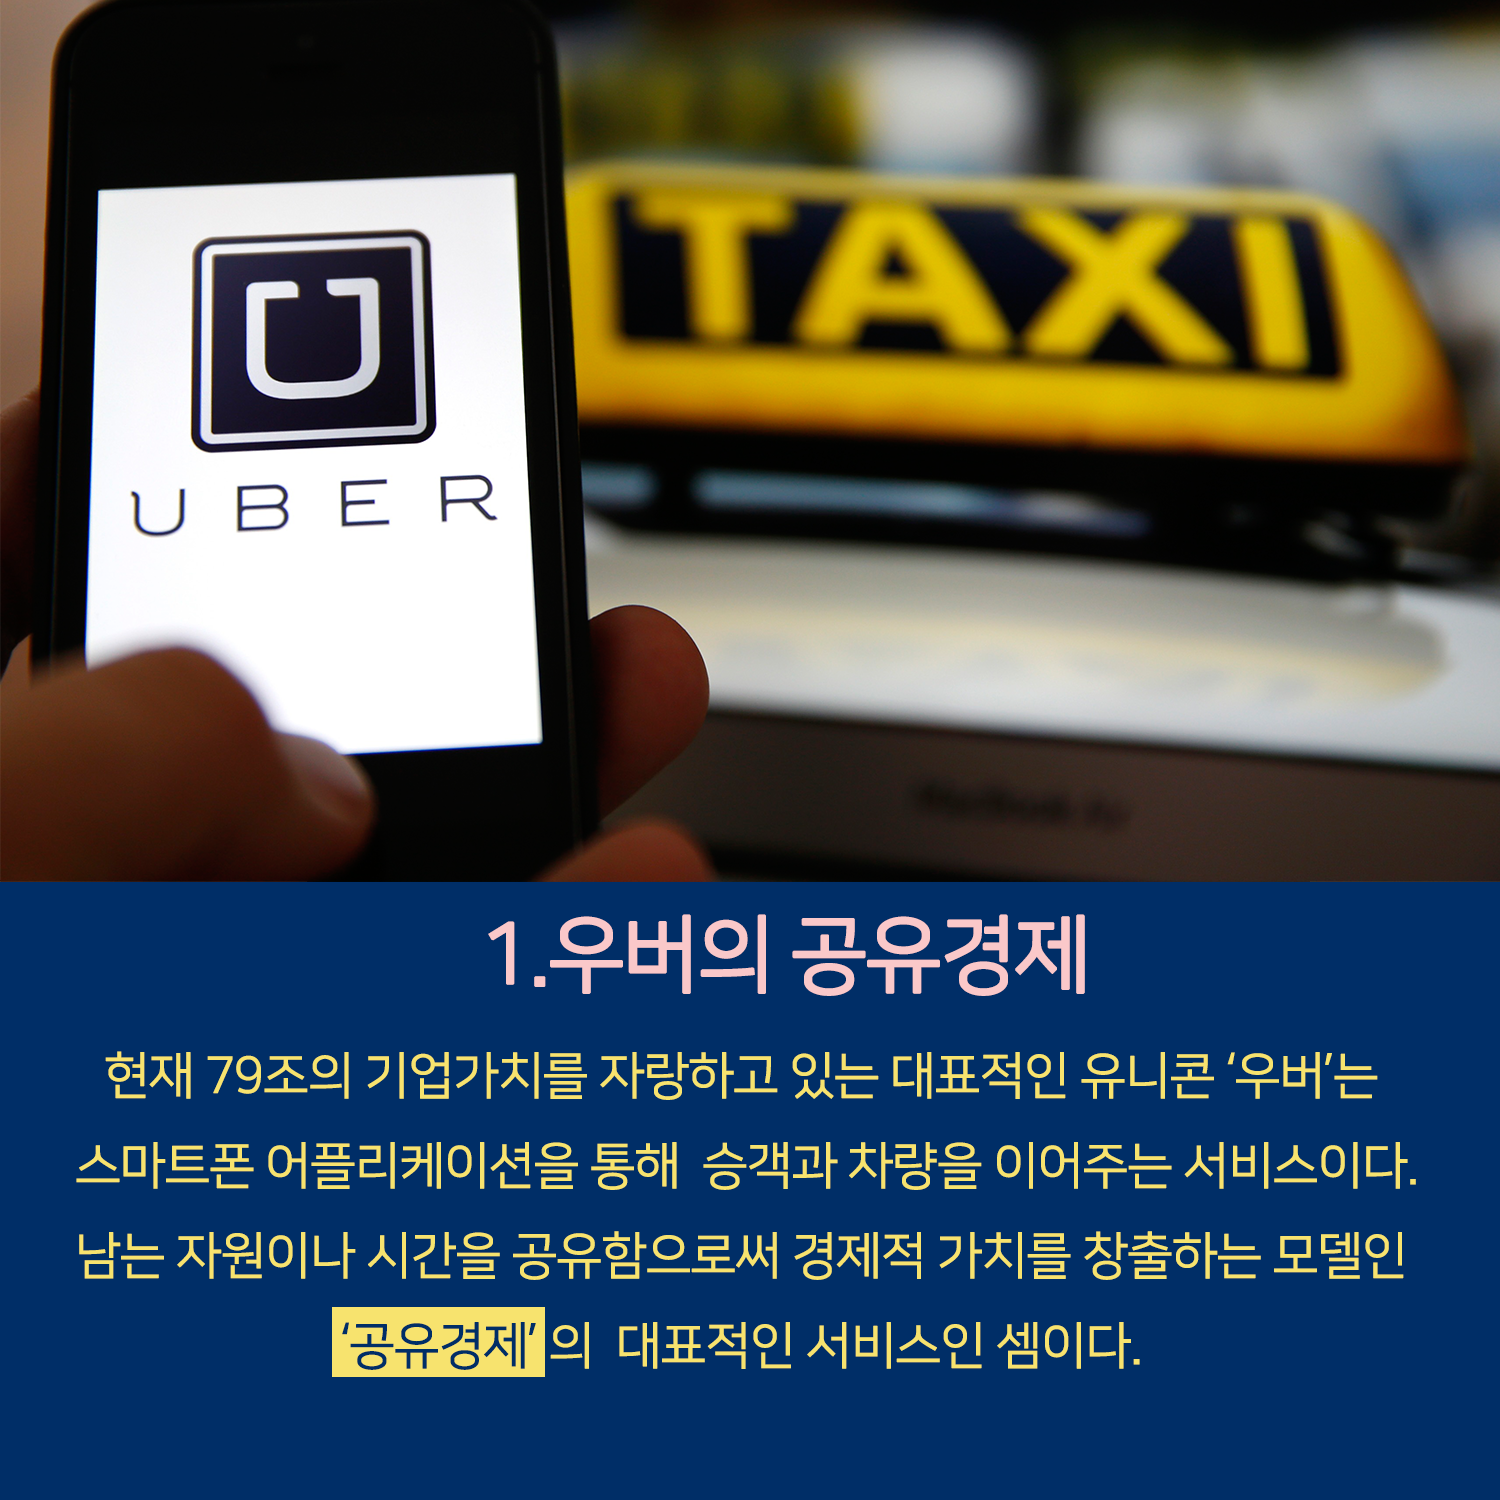 U
UBER
TAXI
1.우버의 공유경제
현재 79조의 기업가치를 자랑하고 있는 대표적인 유니콘 ‘우버’는
스마트폰 어플리케이션을 통해 승객과 차량을 이어주는 서비스이다.
남는 자원이나 시간을 공유함으로써 경제적 가치를 창출하는 모델인
‘공유경제’의 대표적인 서비스인 셈이다.